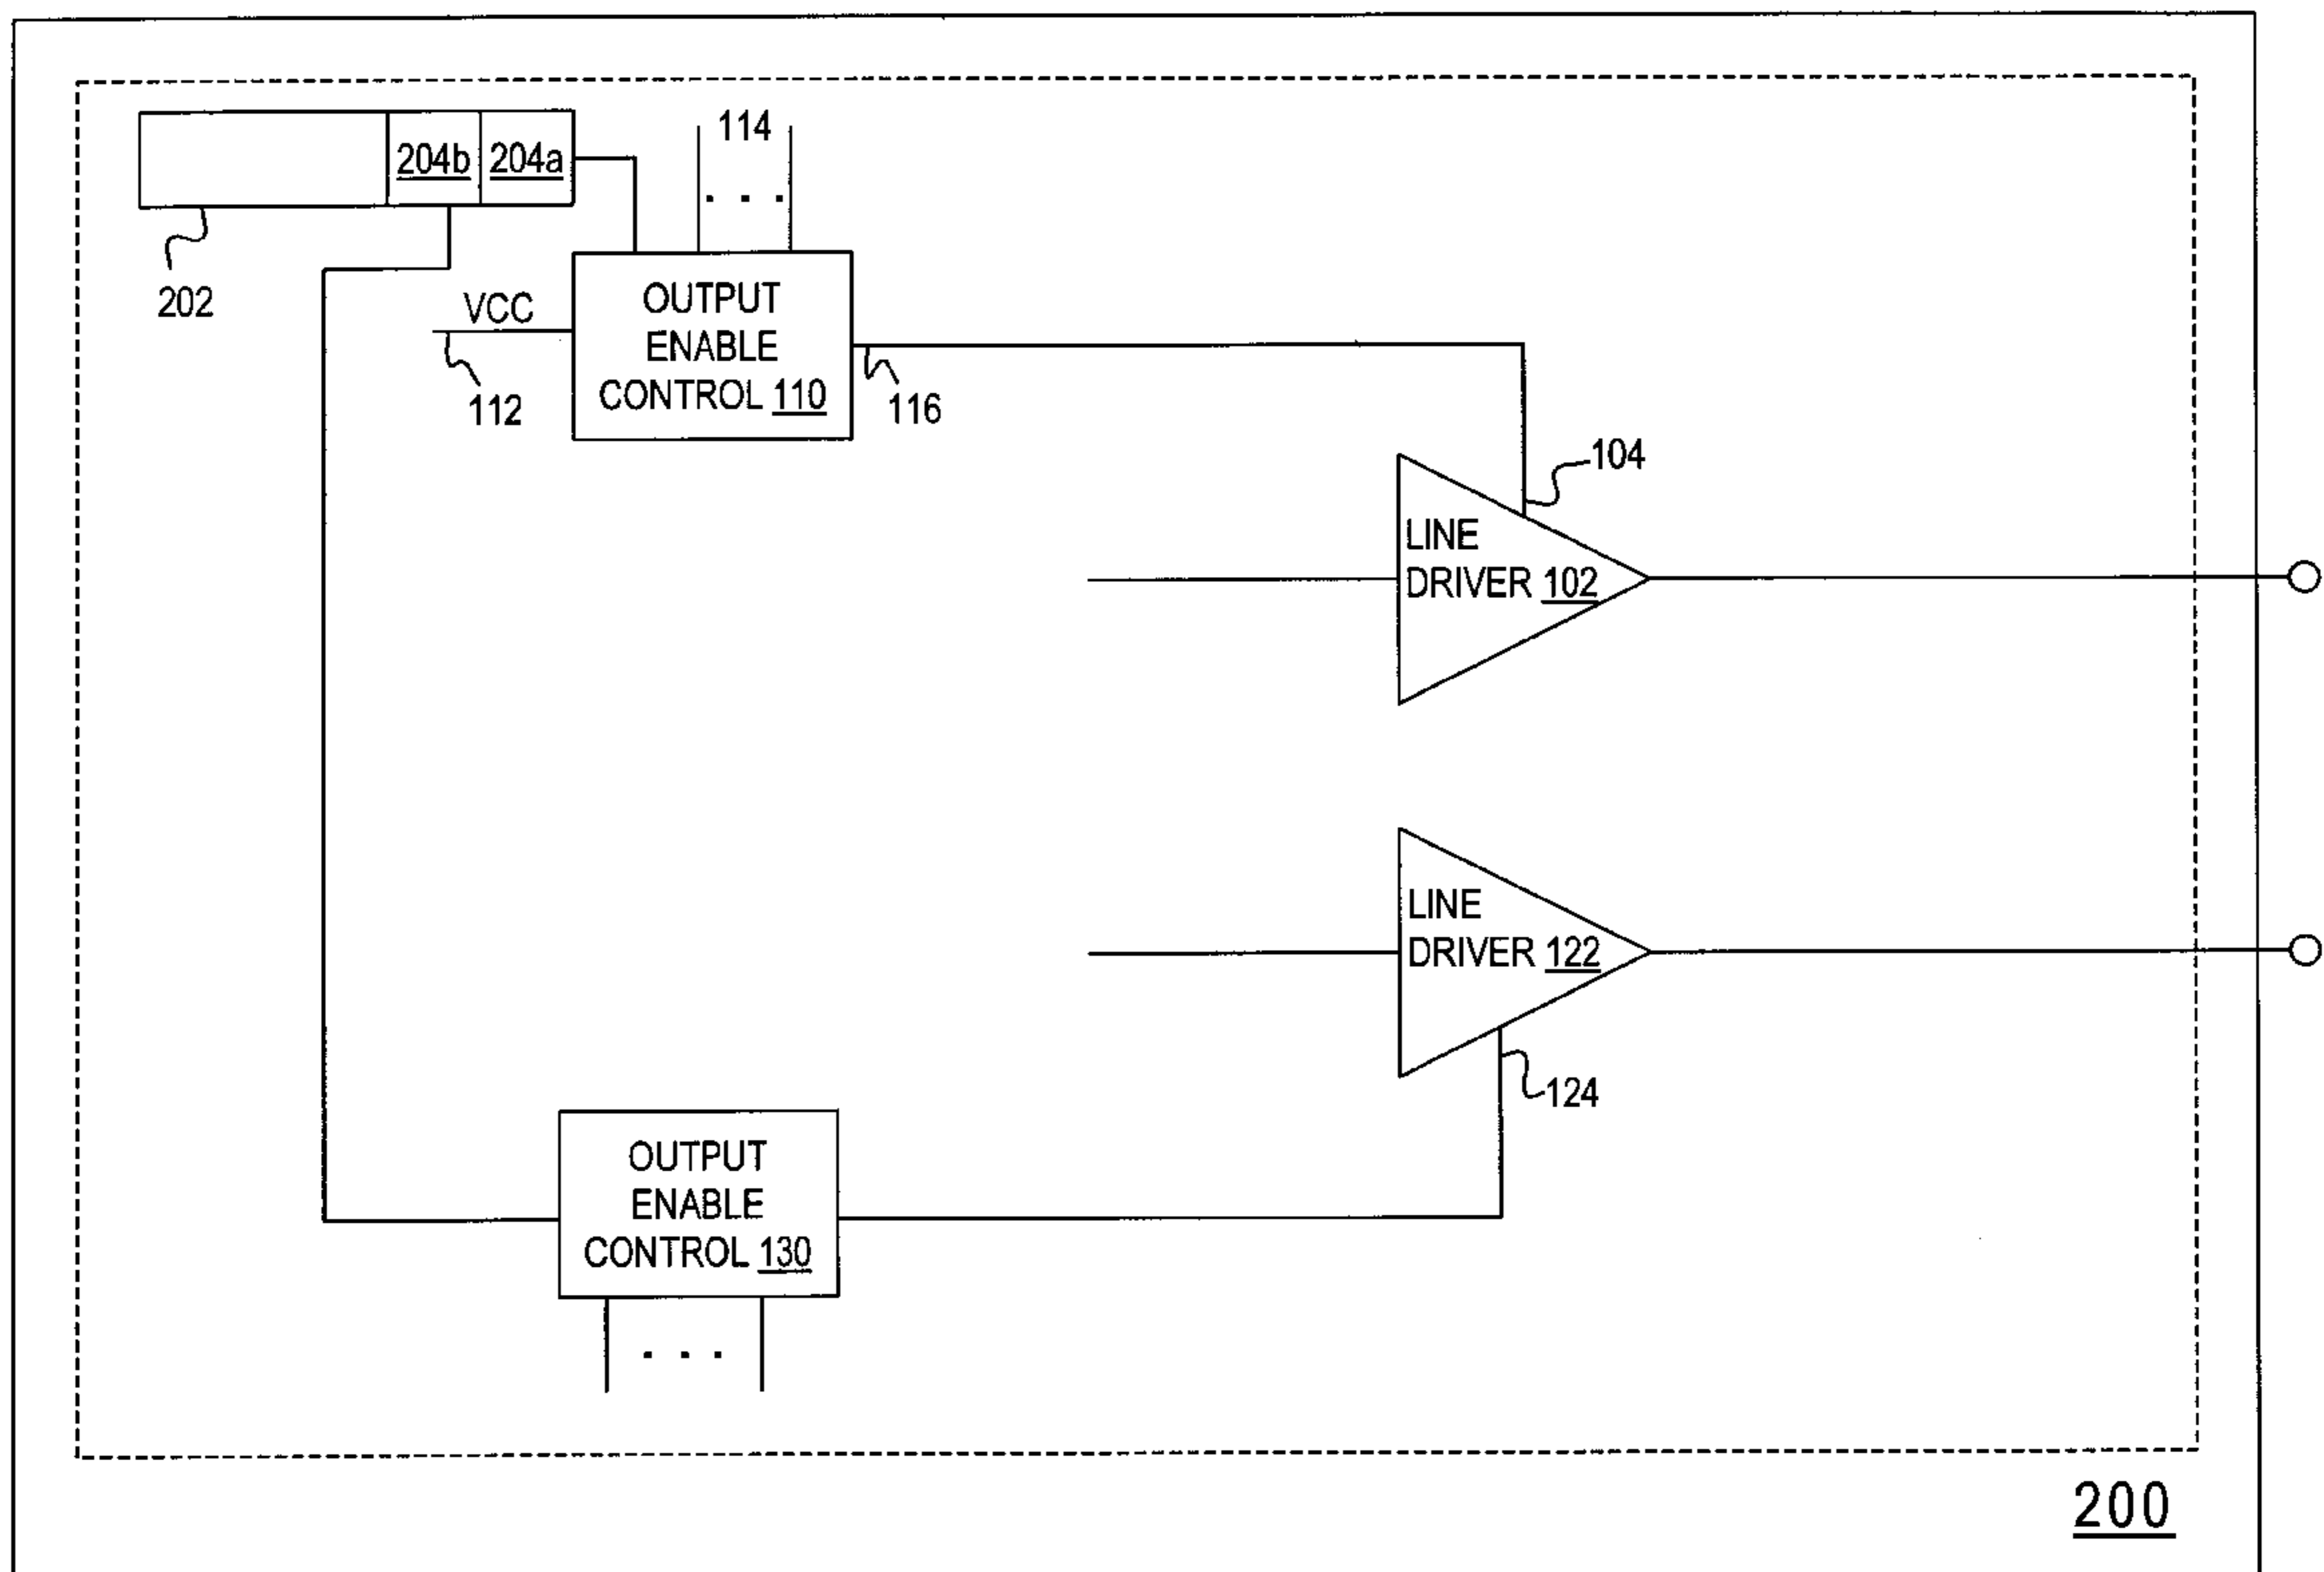 114
204b 204a
202
VCC
112
OUTPUT
ENABLE
CONTROL 110
116
104
LINE
DRIVER 102
LINE
DRIVER 122
124
OUTPUT
ENABLE
CONTROL 130
200